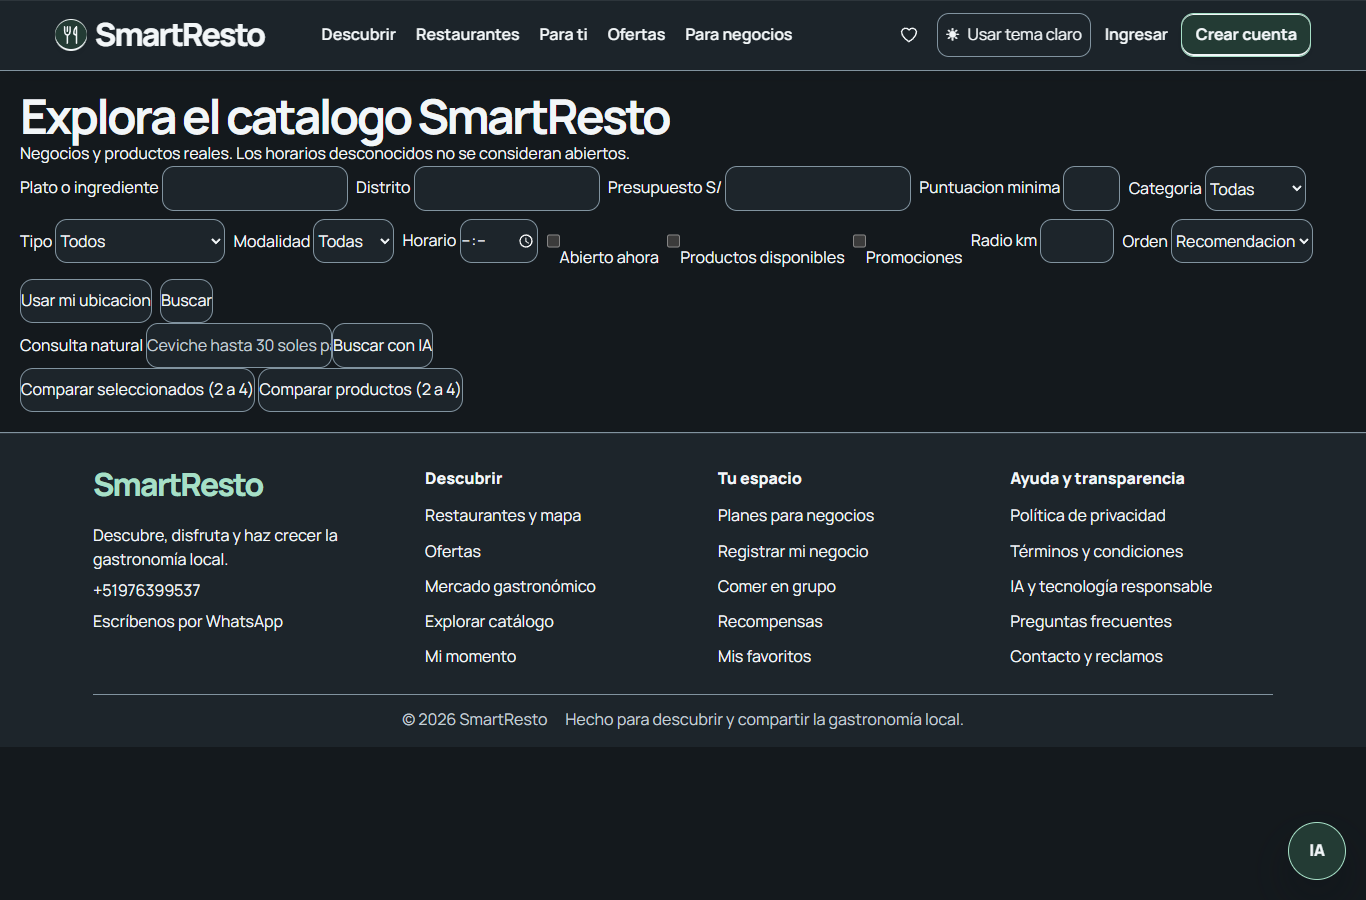 SmartResto
Descubrir Restaurantes Para ti Ofertas Para negocios
Usar tema claro Ingresar Crear cuenta
Explora el catalogo SmartResto
Negocios y productos reales. Los horarios desconocidos no se consideran abiertos.
Plato o ingrediente Distrito Presupuesto S/ Puntuacion minima Categoria Todas
Tipo Todos Modalidad Todas Horario --:-- Abierto ahora Productos disponibles Promociones Radio km Orden Recomendacion
Usar mi ubicacion Buscar
Consulta natural Ceviche hasta 30 soles p Buscar con IA
Comparar seleccionados (2 a 4) Comparar productos (2 a 4)
SmartResto
Descubre, disfruta y haz crecer la
gastronomía local.
+51976399537
Escríbenos por WhatsApp
Descubrir
Restaurantes y mapa
Ofertas
Mercado gastronómico
Explorar catálogo
Mi momento
Tu espacio
Planes para negocios
Registrar mi negocio
Comer en grupo
Recompensas
Mis favoritos
Ayuda y transparencia
Política de privacidad
Términos y condiciones
IA y tecnología responsable
Preguntas frecuentes
Contacto y reclamos
© 2026 SmartResto Hecho para descubrir y compartir la gastronomía local.
IA